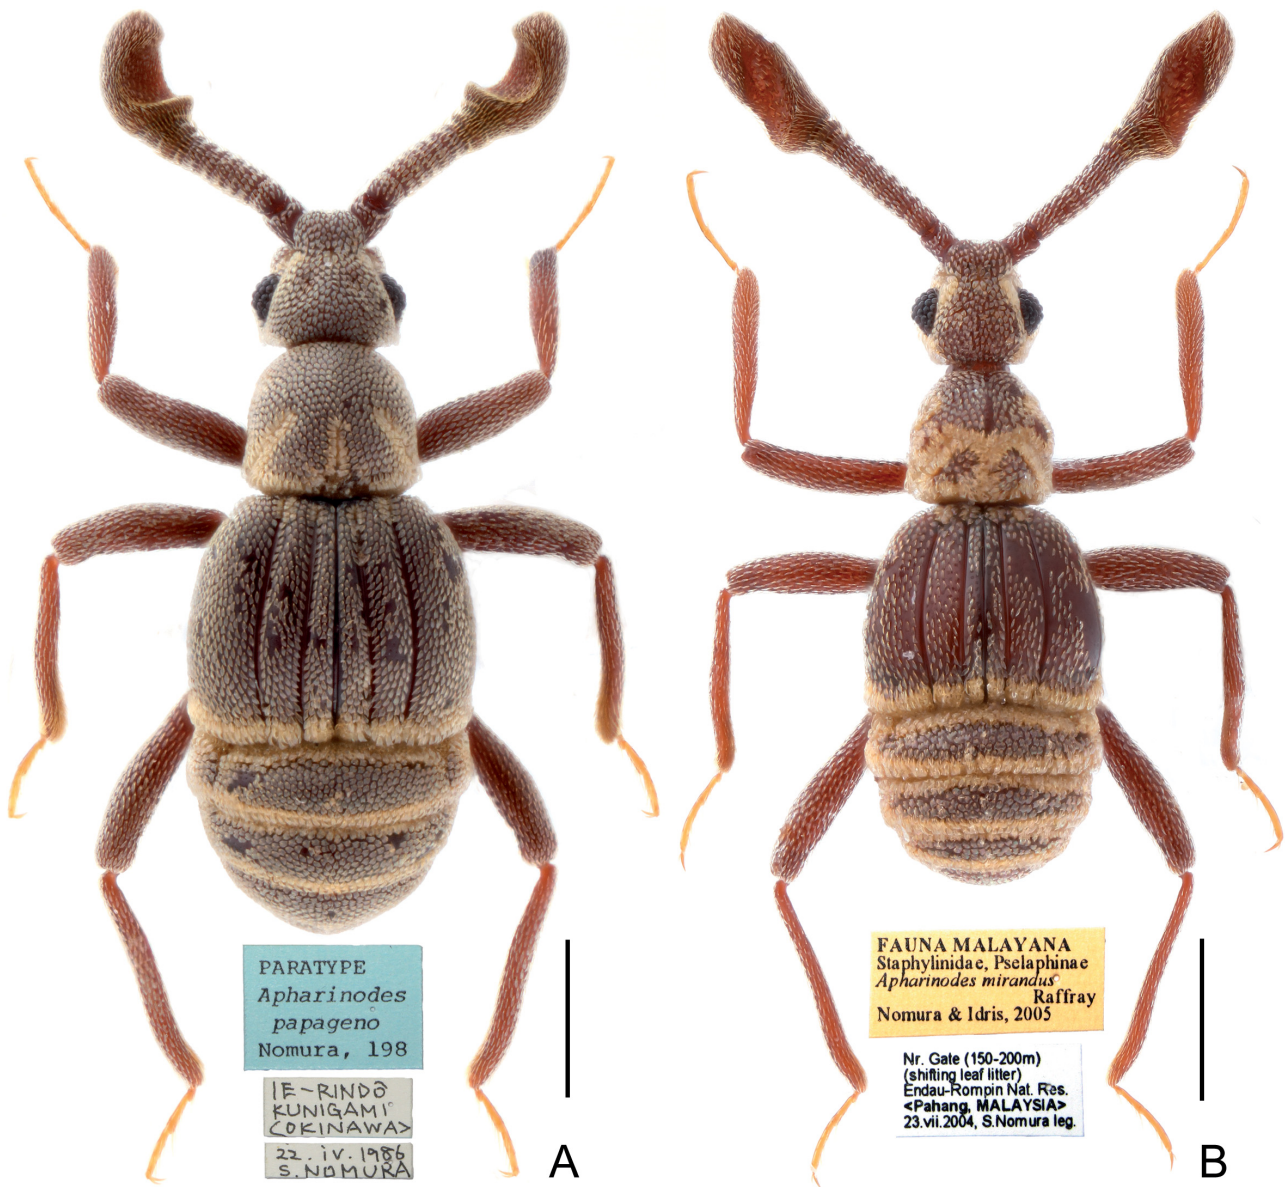 PARATYPE
Apharinodes
papageno
Nomura, 198
IE-RINDŌ
KUNIGAMI
<OKINAWA>
22. iv. 1986
S. NOMURA
A
FAUNA MALAYANA
Staphylinidae, Pselaphinae
Apharinodes mirandus
Raffray
Nomura & Idris, 2005
Nr. Gate (150-200m)
(shifting leaf litter)
Endau-Rompin Nat. Res.
<Pahang, MALAYSIA>
23.vii.2004, S.Nomura leg.
B